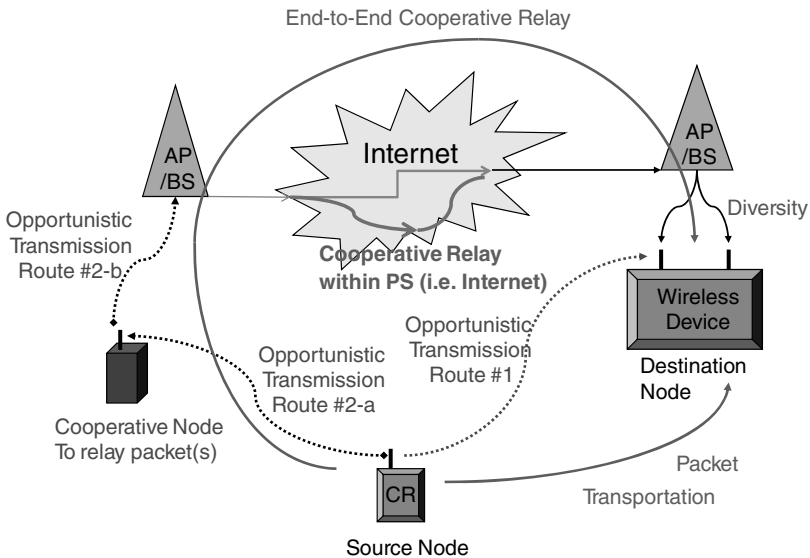 End-to-End Cooperative Relay
AP
/BS
Internet
AP
/BS
Opportunistic
Transmission
Route #2-b
Diversity
Cooperative Relay
within PS (i.e. Internet)
Wireless
Device
Opportunistic
Transmission
Route #1
Opportunistic
Transmission
Route #2-a
Destination
Node
Cooperative Node
To relay packet(s)
Packet
Transportation
CR
Source Node